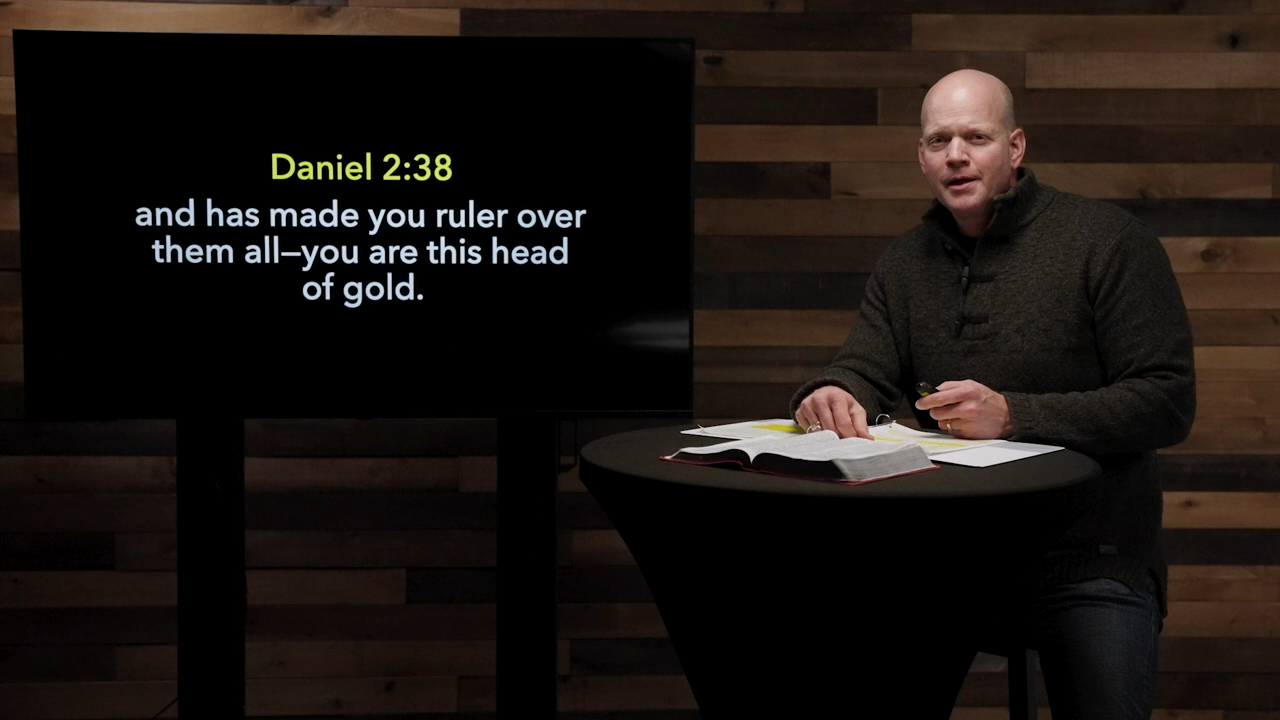 Daniel 2:38
and has made you ruler over
them all—you are this head
of gold.